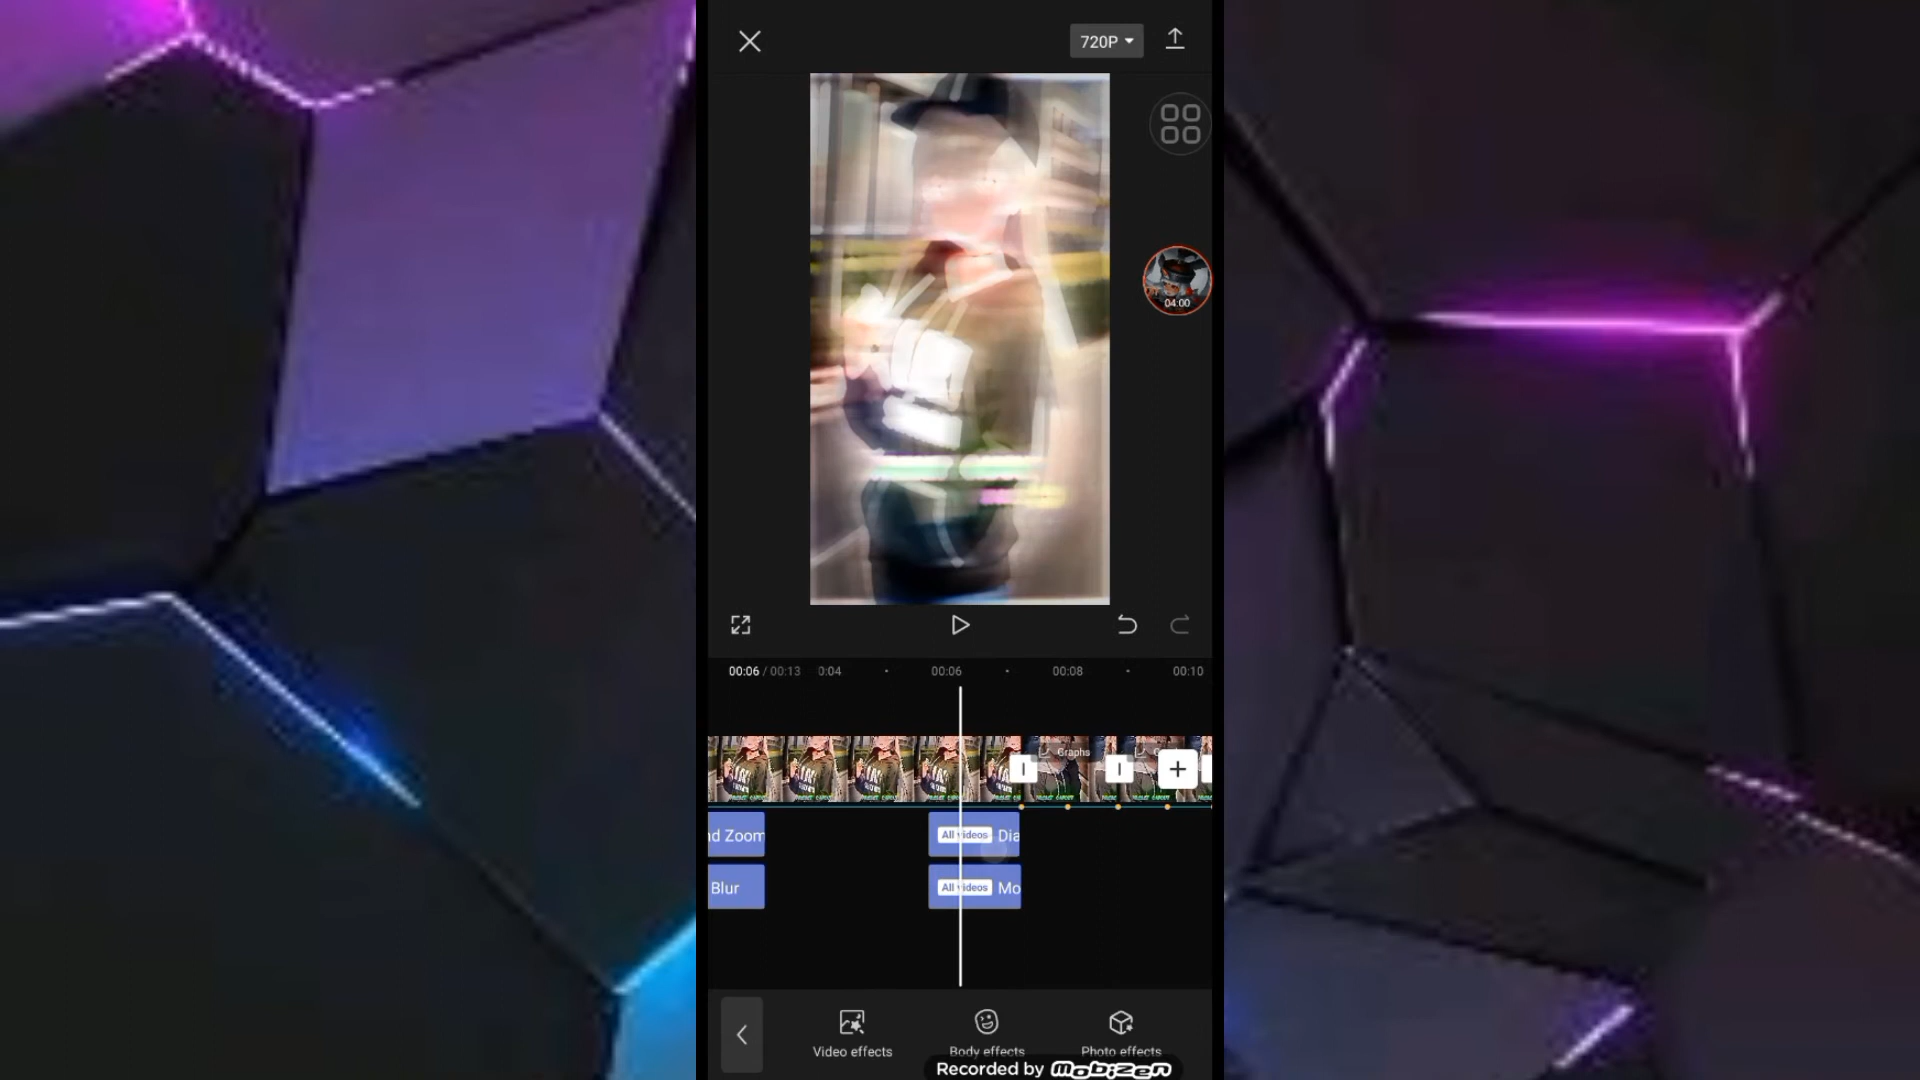 720P
04:00
00:06 / 00:13 0:04 00:06 00:08 00:10
Graphs
nd Zoom All videos Dia
Blur All videos Mo
Video effects Body effects Photo effects
Recorded by Mobizen